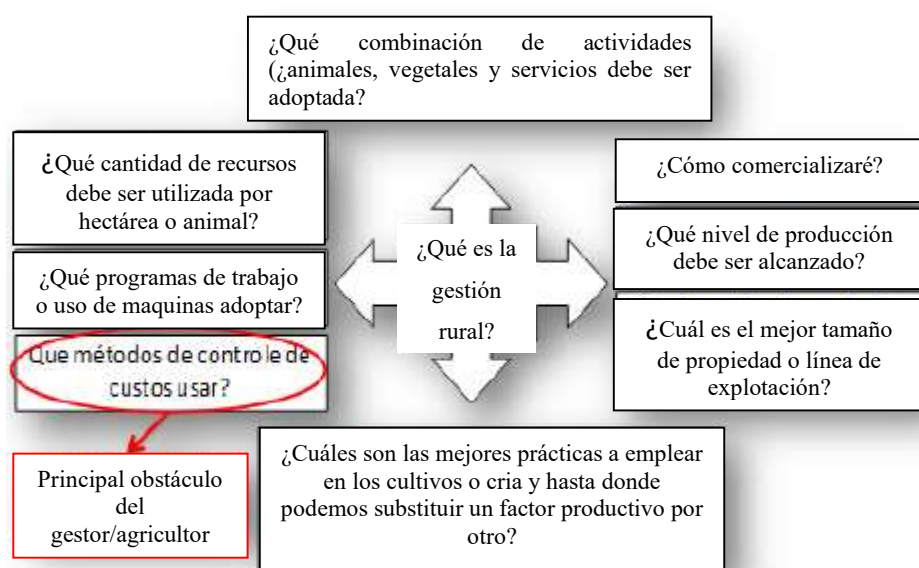 ¿Qué combinación de actividades
(¿animales, vegetales y servicios debe ser
adoptada?
¿Qué cantidad de recursos
debe ser utilizada por
hectárea o animal?
¿Qué programas de trabajo
o uso de maquinas adoptar?
Que métodos de controle de
custos usar?
Principal obstáculo
del
gestor/agricultor
¿Qué es la
gestión
rural?
¿Cómo comercializaré?
¿Qué nivel de producción
debe ser alcanzado?
¿Cuál es el mejor tamaño
de propiedad o línea de
explotación?
¿Cuáles son las mejores prácticas a emplear
en los cultivos o cria y hasta donde
podemos substituir un factor productivo por
otro?